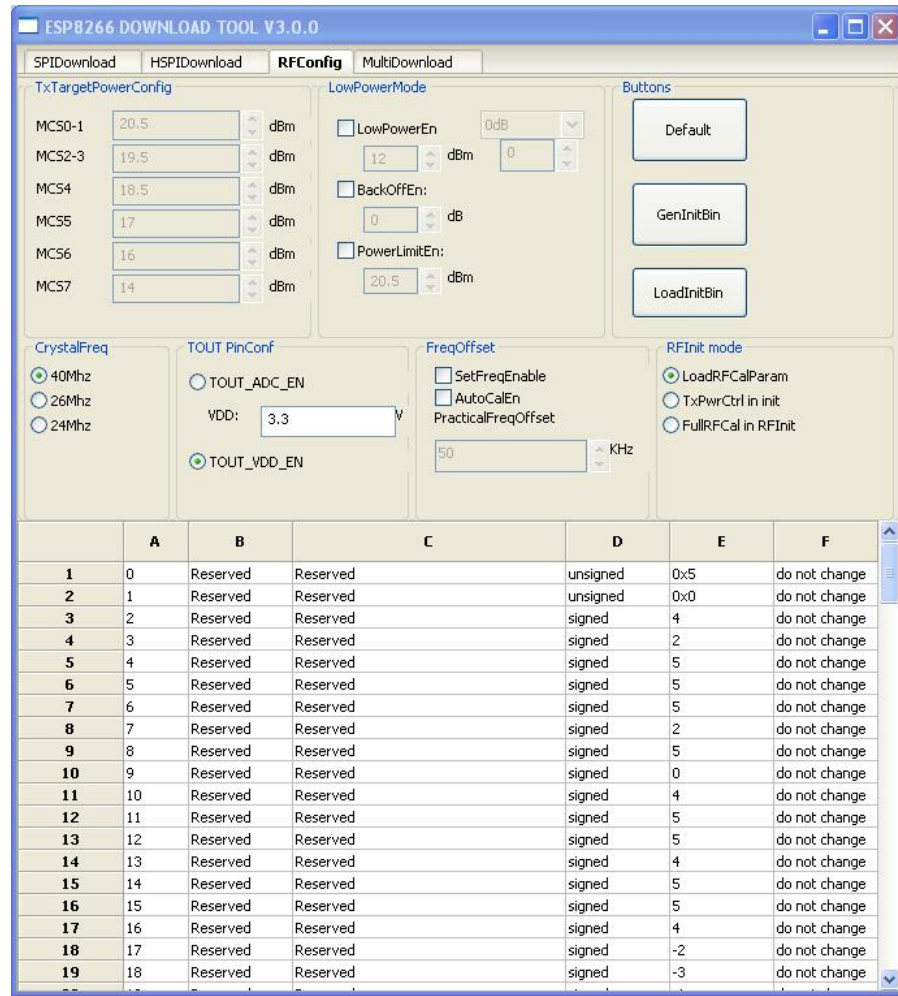 ESP8266 DOWNLOAD TOOL V3.0.0
SPIDownload HSPIDownload RFConfig MultiDownload
TxTargetPowerConfig
MCS0-1 20.5 dBm
MCS2-3 19.5 dBm
MCS4 18.5 dBm
MCS5 17 dBm
MCS6 16 dBm
MCS7 14 dBm
LowPowerMode
LowPowerEn 0dB
12 dBm 0
BackOffEn:
0 dB
PowerLimitEn:
20.5 dBm
Buttons
Default
GenInitBin
LoadInitBin
CrystalFreq
40Mhz
26Mhz
24Mhz
TOUT PinConf
TOUT_ADC_EN
VDD: 3.3 V
TOUT_VDD_EN
FreqOffset
SetFreqEnable
AutoCalEn
PracticalFreqOffset
50 KHz
RFInit mode
LoadRFCalParam
TxPwrCtrl in init
FullRFCal in RFInit
A B C D E F
1 0 Reserved Reserved unsigned 0x5 do not change
2 1 Reserved Reserved unsigned 0x0 do not change
3 2 Reserved Reserved signed 4 do not change
4 3 Reserved Reserved signed 2 do not change
5 4 Reserved Reserved signed 5 do not change
6 5 Reserved Reserved signed 5 do not change
7 6 Reserved Reserved signed 5 do not change
8 7 Reserved Reserved signed 2 do not change
9 8 Reserved Reserved signed 5 do not change
10 9 Reserved Reserved signed 0 do not change
11 10 Reserved Reserved signed 4 do not change
12 11 Reserved Reserved signed 5 do not change
13 12 Reserved Reserved signed 5 do not change
14 13 Reserved Reserved signed 4 do not change
15 14 Reserved Reserved signed 5 do not change
16 15 Reserved Reserved signed 5 do not change
17 16 Reserved Reserved signed 4 do not change
18 17 Reserved Reserved signed -2 do not change
19 18 Reserved Reserved signed -3 do not change